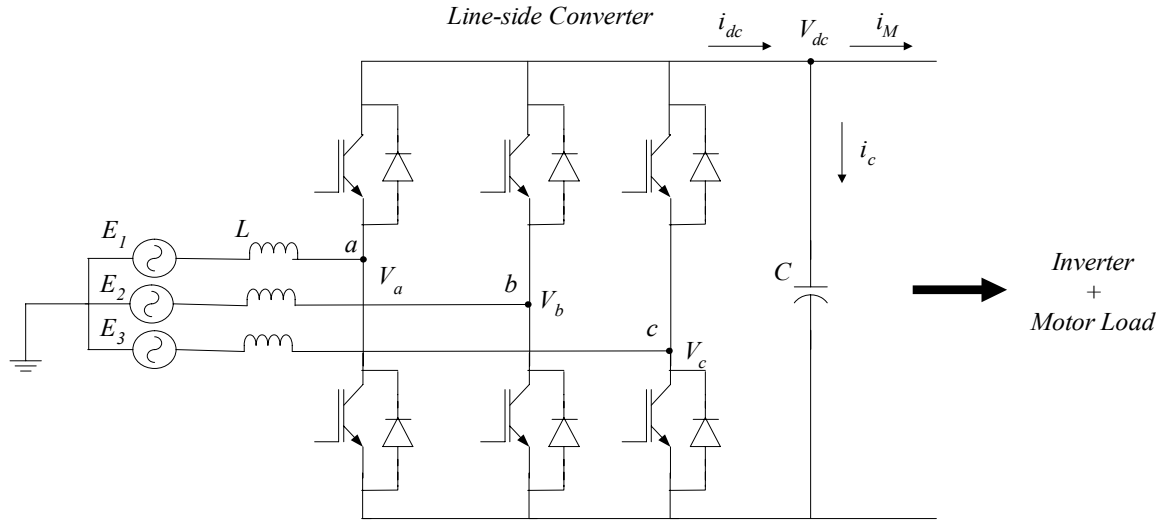 Line-side Converter
i_dc
V_dc
i_M
i_c
E_1
L
a
V_a
E_2
b
V_b
E_3
c
V_c
C
Inverter
+
Motor Load